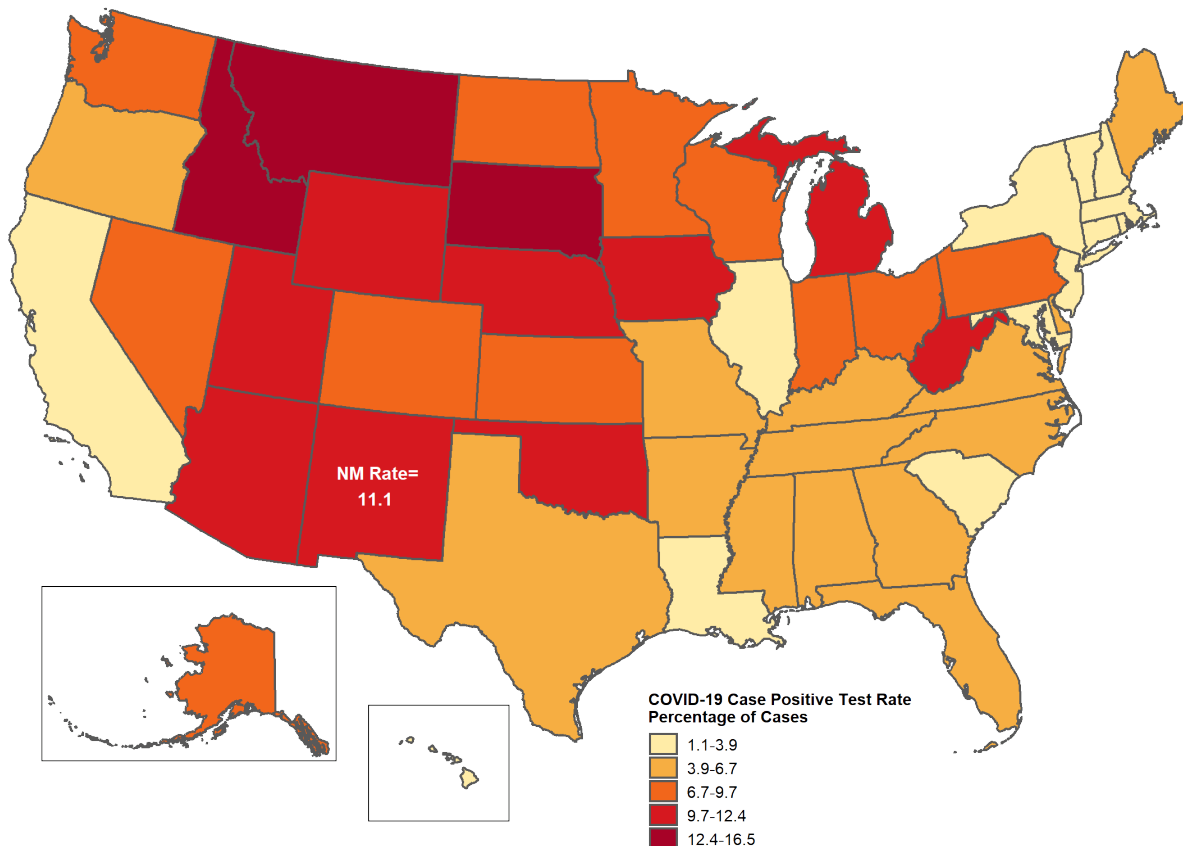 NM Rate=
11.1
COVID-19 Case Positive Test Rate
Percentage of Cases
1.1-3.9
3.9-6.7
6.7-9.7
9.7-12.4
12.4-16.5